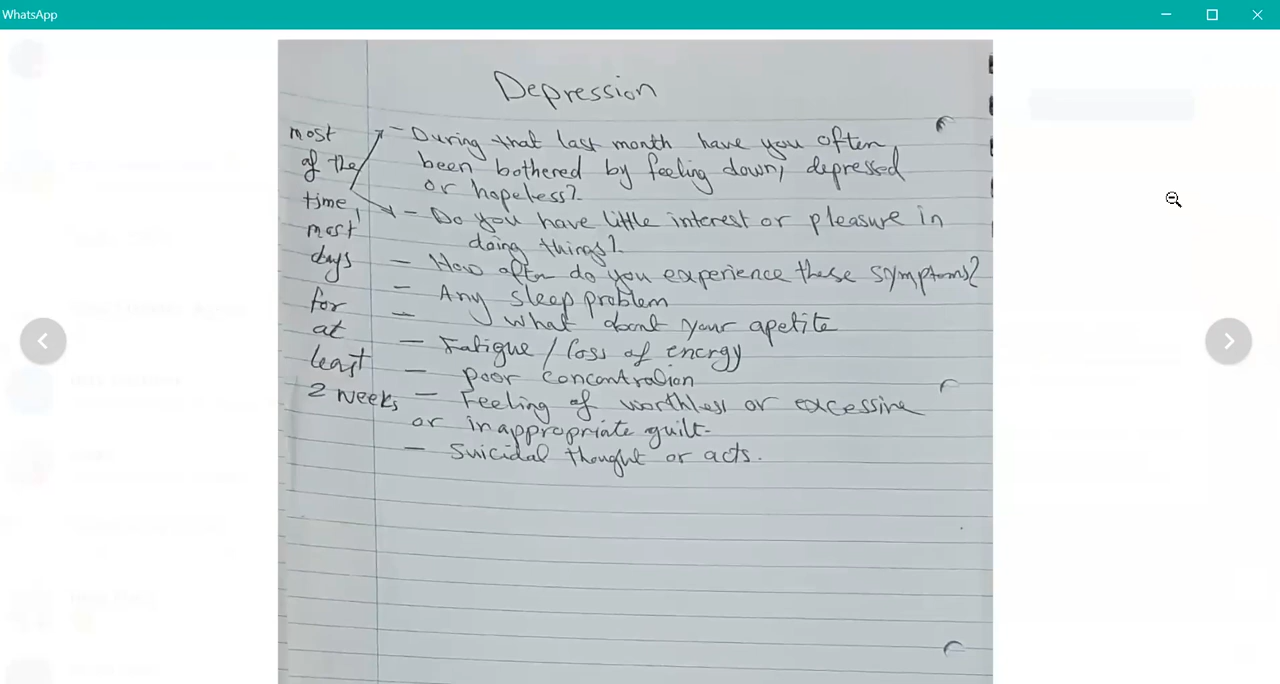 WhatsApp
Depression
most
of the
time,
most
days
for
at
least
2 weeks
- During that last month have you often
been bothered by feeling down, depressed
or hopeless?
- Do you have little interest or pleasure in
doing things?
- How often do you experience these symptoms?
- Any sleep problem
- What about your apetite
- Fatigue / Loss of energy
- poor concentration
- Feeling of worthless or excessive
or inappropriate guilt.
- Suicidal thought or acts.